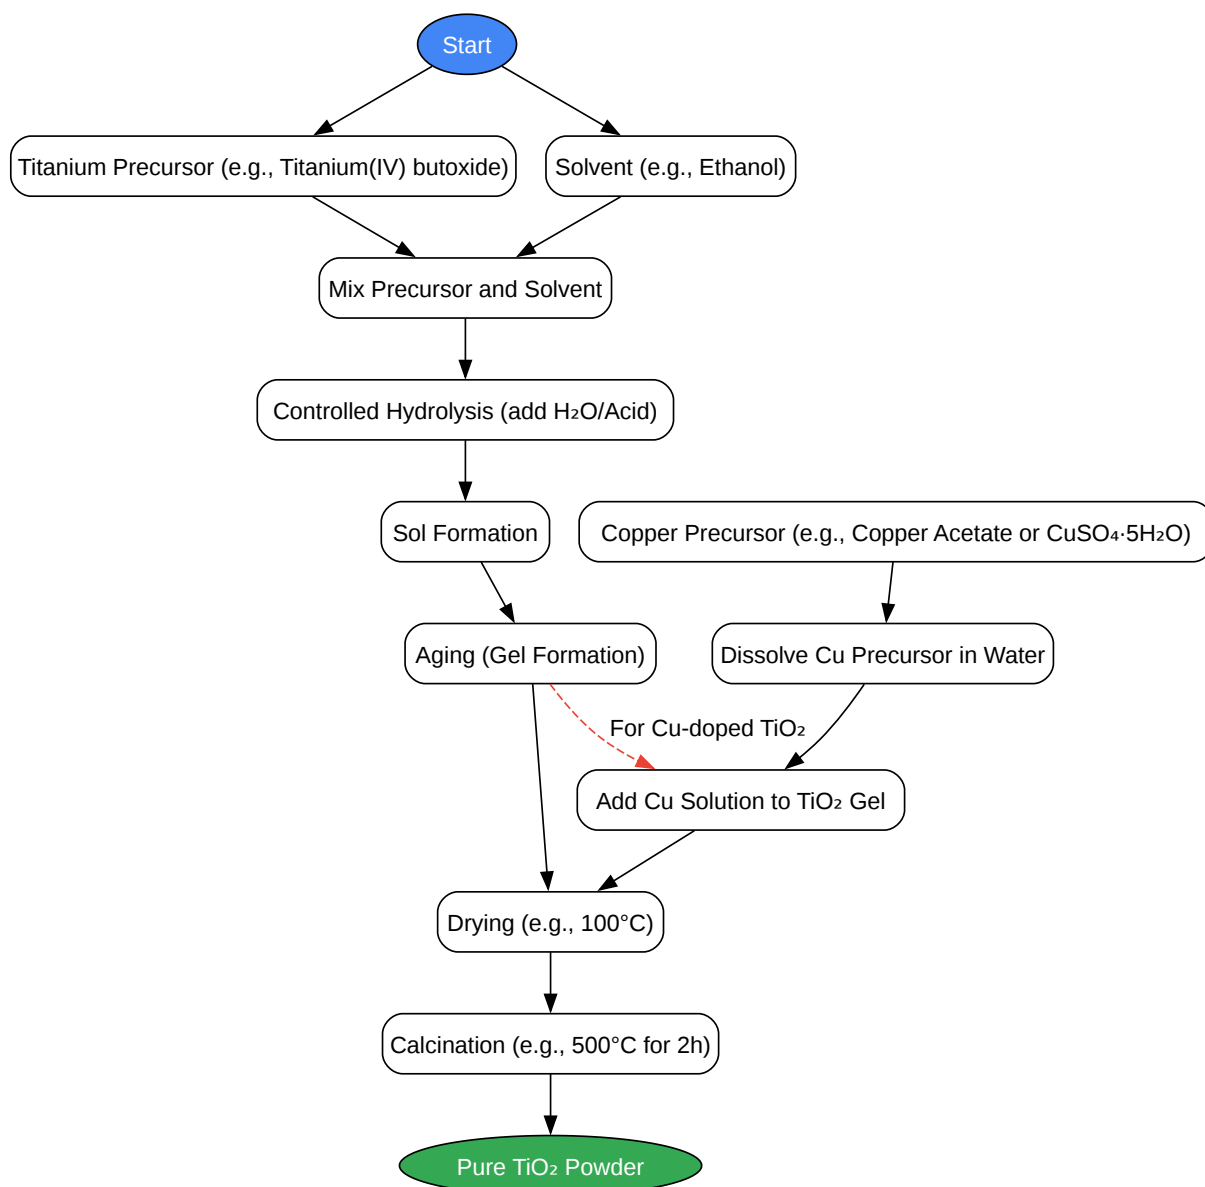 Start
Titanium Precursor (e.g., Titanium(IV) butoxide)
Solvent (e.g., Ethanol)
Mix Precursor and Solvent
Controlled Hydrolysis (add H₂O/Acid)
Sol Formation
Copper Precursor (e.g., Copper Acetate or CuSO₄·5H₂O)
Aging (Gel Formation)
Dissolve Cu Precursor in Water
For Cu-doped TiO₂
Add Cu Solution to TiO₂ Gel
Drying (e.g., 100°C)
Calcination (e.g., 500°C for 2h)
Pure TiO₂ Powder